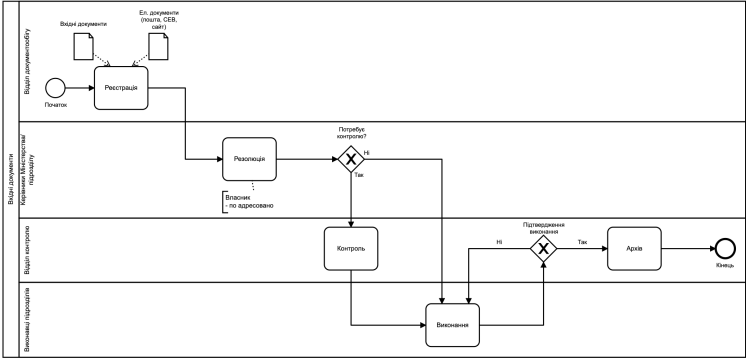 Вхідні документи
Відділ документообігу
Вхідні документи
Ел. документи
(пошта, СЕВ,
сайт)
Реєстрація
Початок
Керівники Міністерства/
підрозділу
Резолюція
Власник
- по адресовано
Потребує
контролю?
Ні
Так
Відділ контролю
Контроль
Підтвердження
виконання
Ні
Так
Архів
Кінець
Виконавці підрозділів
Виконання